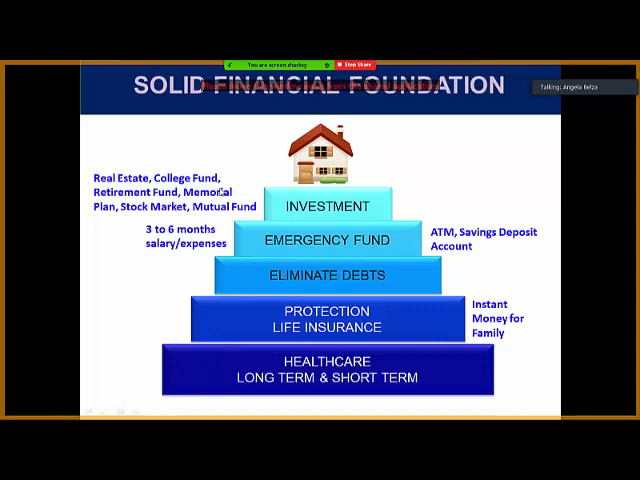 You are screen sharing
Stop Share
SOLID FINANCIAL FOUNDATION
Talking: Angela Belza
Real Estate, College Fund,
Retirement Fund, Memorial
Plan, Stock Market, Mutual Fund
INVESTMENT
3 to 6 months
salary/expenses
EMERGENCY FUND
ATM, Savings Deposit
Account
ELIMINATE DEBTS
PROTECTION
LIFE INSURANCE
Instant
Money for
Family
HEALTHCARE
LONG TERM & SHORT TERM